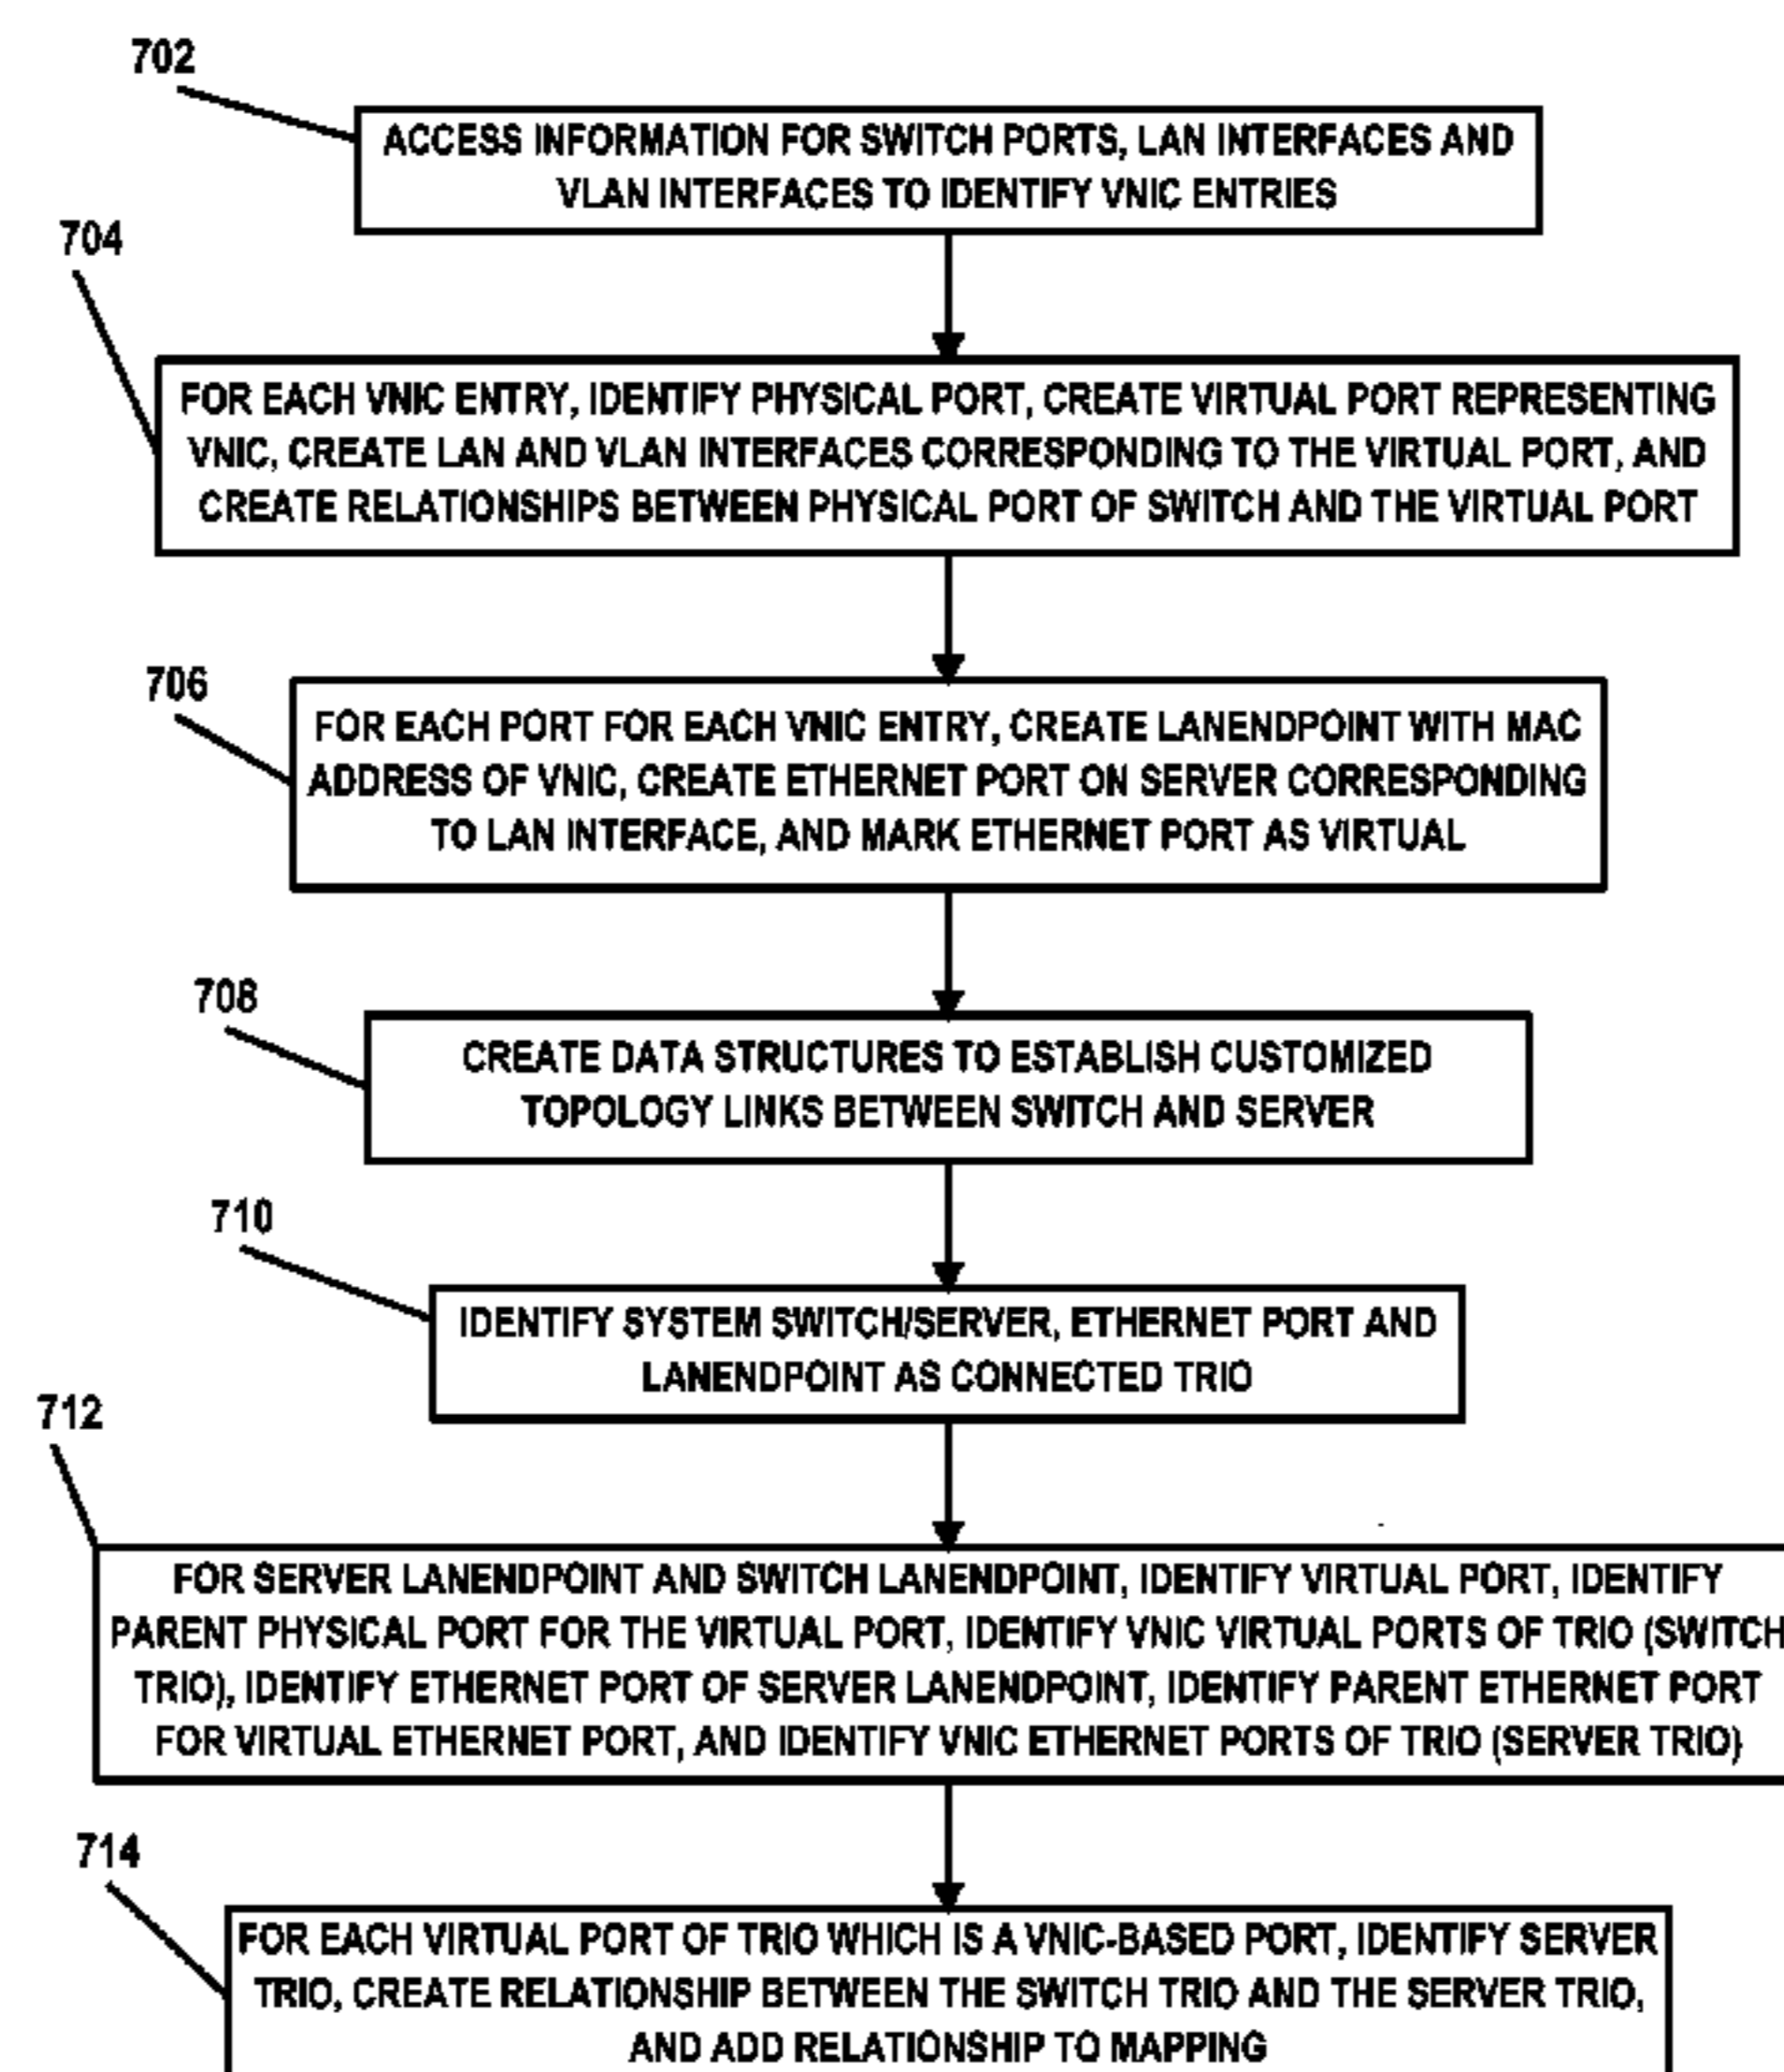 702
ACCESS INFORMATION FOR SWITCH PORTS, LAN INTERFACES AND
VLAN INTERFACES TO IDENTIFY VNIC ENTRIES
704
FOR EACH VNIC ENTRY, IDENTIFY PHYSICAL PORT, CREATE VIRTUAL PORT REPRESENTING
VNIC, CREATE LAN AND VLAN INTERFACES CORRESPONDING TO THE VIRTUAL PORT, AND
CREATE RELATIONSHIPS BETWEEN PHYSICAL PORT OF SWITCH AND THE VIRTUAL PORT
706
FOR EACH PORT FOR EACH VNIC ENTRY, CREATE LANENDPOINT WITH MAC
ADDRESS OF VNIC, CREATE ETHERNET PORT ON SERVER CORRESPONDING
TO LAN INTERFACE, AND MARK ETHERNET PORT AS VIRTUAL
708
CREATE DATA STRUCTURES TO ESTABLISH CUSTOMIZED
TOPOLOGY LINKS BETWEEN SWITCH AND SERVER
710
IDENTIFY SYSTEM SWITCH/SERVER, ETHERNET PORT AND
LANENDPOINT AS CONNECTED TRIO
712
FOR SERVER LANENDPOINT AND SWITCH LANENDPOINT, IDENTIFY VIRTUAL PORT, IDENTIFY
PARENT PHYSICAL PORT FOR THE VIRTUAL PORT, IDENTIFY VNIC VIRTUAL PORTS OF TRIO (SWITCH
TRIO), IDENTIFY ETHERNET PORT OF SERVER LANENDPOINT, IDENTIFY PARENT ETHERNET PORT
FOR VIRTUAL ETHERNET PORT, AND IDENTIFY VNIC ETHERNET PORTS OF TRIO (SERVER TRIO)
714
FOR EACH VIRTUAL PORT OF TRIO WHICH IS A VNIC-BASED PORT, IDENTIFY SERVER
TRIO, CREATE RELATIONSHIP BETWEEN THE SWITCH TRIO AND THE SERVER TRIO,
AND ADD RELATIONSHIP TO MAPPING